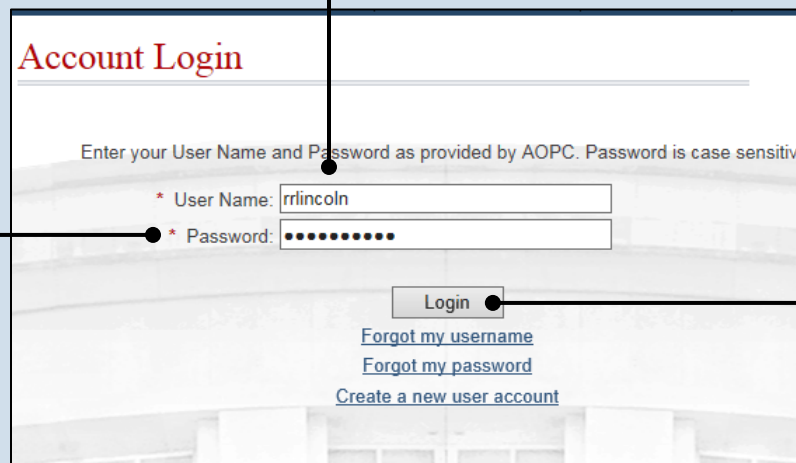 Account Login
Enter your User Name and Password as provided by AOPC. Password is case
* User Name: rrlincoln
* Password: ●●●●●●●●●●
Login
Forgot my username
Forgot my password
Create a new user account